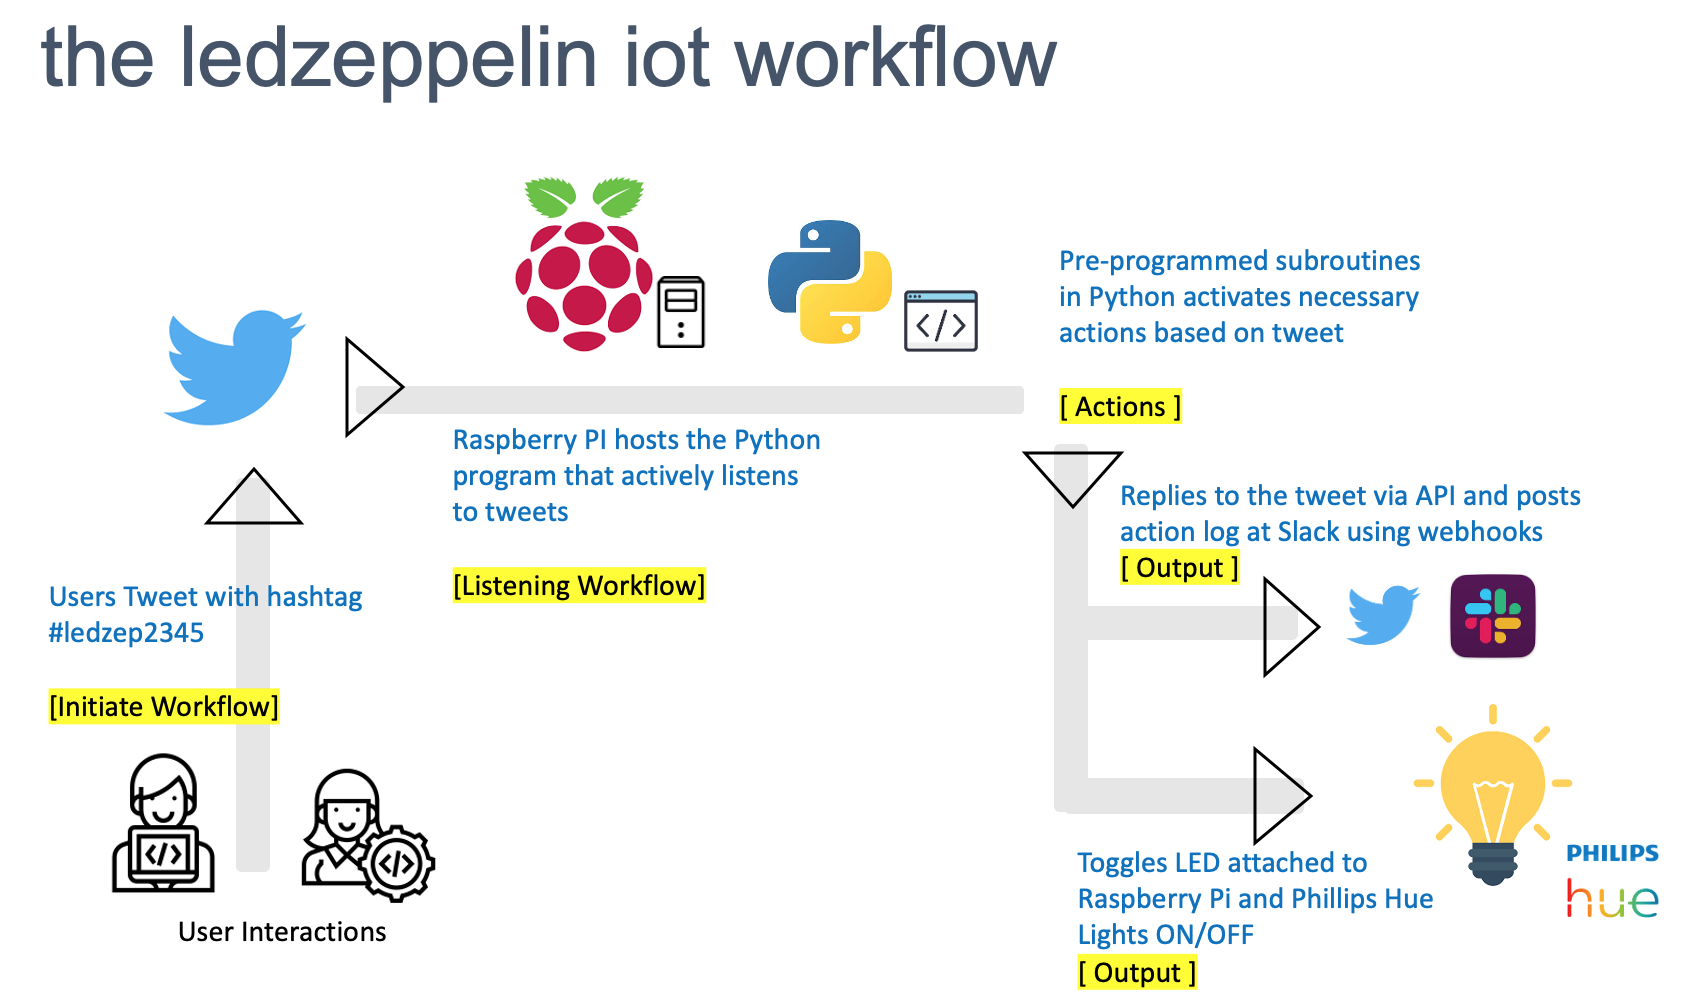 the ledzeppelin iot workflow
Pre-programmed subroutines
in Python activates necessary
actions based on tweet
</>
[ Actions ]
Raspberry PI hosts the Python
program that actively listens
to tweets
[Listening Workflow]
Replies to the tweet via API and posts
action log at Slack using webhooks
[ Output ]
Users Tweet with hashtag
#ledzep2345
[Initiate Workflow]
</>
</>
User Interactions
PHILIPS
hue
Toggles LED attached to
Raspberry Pi and Phillips Hue
Lights ON/OFF
[ Output ]